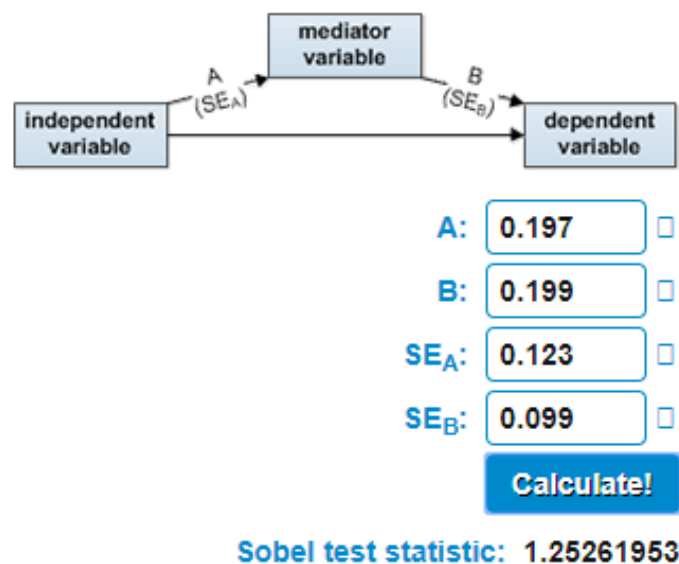 mediator
variable
A
(SEA)
B
(SEB)
independent
variable
dependent
variable
A: 0.197
B: 0.199
SEA: 0.123
SEB: 0.099
Calculate!
Sobel test statistic: 1.25261953